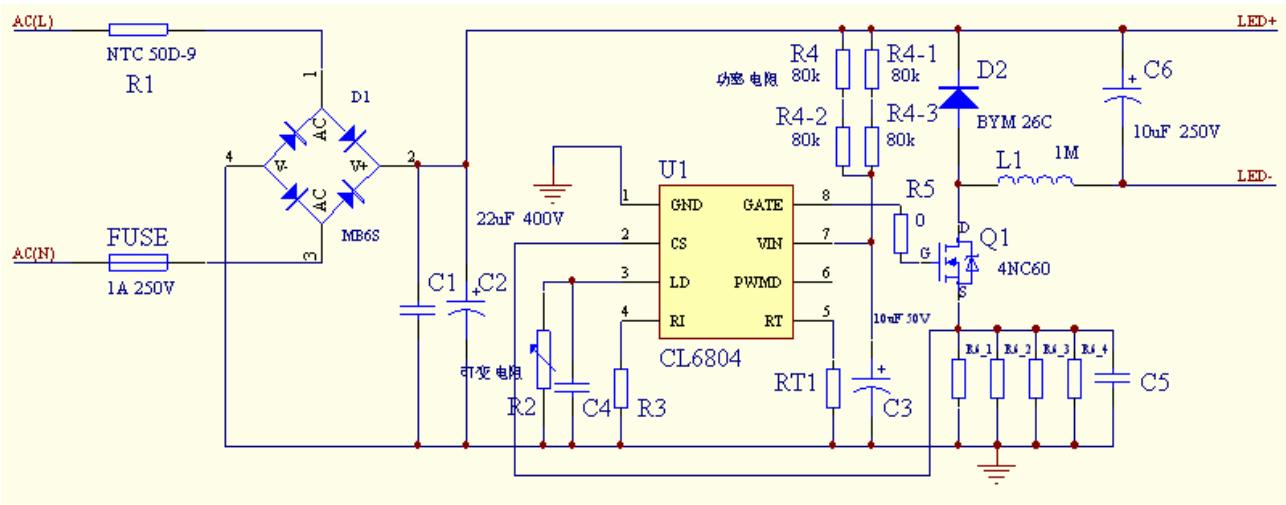 AC(L)
NTC 50D-9
R1
1
D1
AC
4
V-
V+
2
AC
MB6S
3
AC(N)
FUSE
1A 250V
C1
C2
22uF 400V
U1
1
GND
GATE
8
2
CS
VIN
7
3
LD
PWMD
6
4
RI
RT
5
CL6804
可变 电阻
R2
C4
R3
RT1
10uF 50V
C3
功率 电阻
R4
80k
R4-1
80k
R4-2
80k
R4-3
80k
R5
0
D2
BYM 26C
L1
1M
C6
10uF 250V
LED+
LED-
D
G
S
Q1
4NC60
R6_1
R6_2
R6_3
R6_4
C5